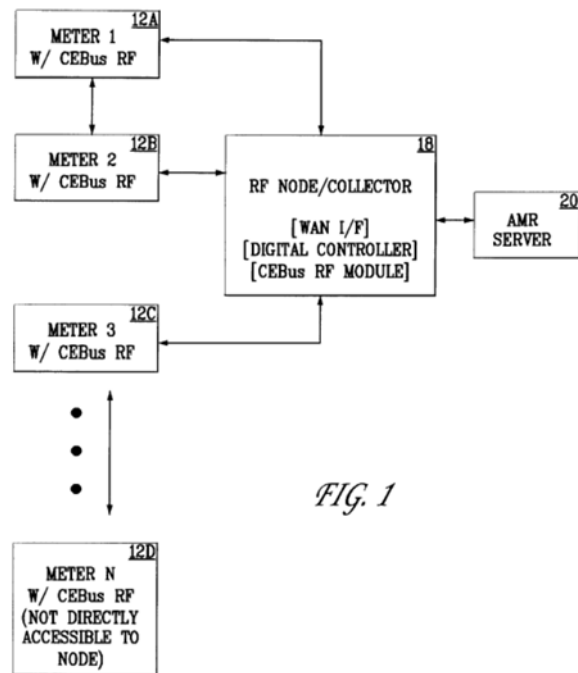 12A
METER 1
W/ CEBus RF
12B
METER 2
W/ CEBus RF
18
RF NODE/COLLECTOR
[WAN I/F]
[DIGITAL CONTROLLER]
[CEBus RF MODULE]
20
AMR
SERVER
12C
METER 3
W/ CEBus RF
FIG. 1
12D
METER N
W/ CEBus RF
(NOT DIRECTLY
ACCESSIBLE TO
NODE)